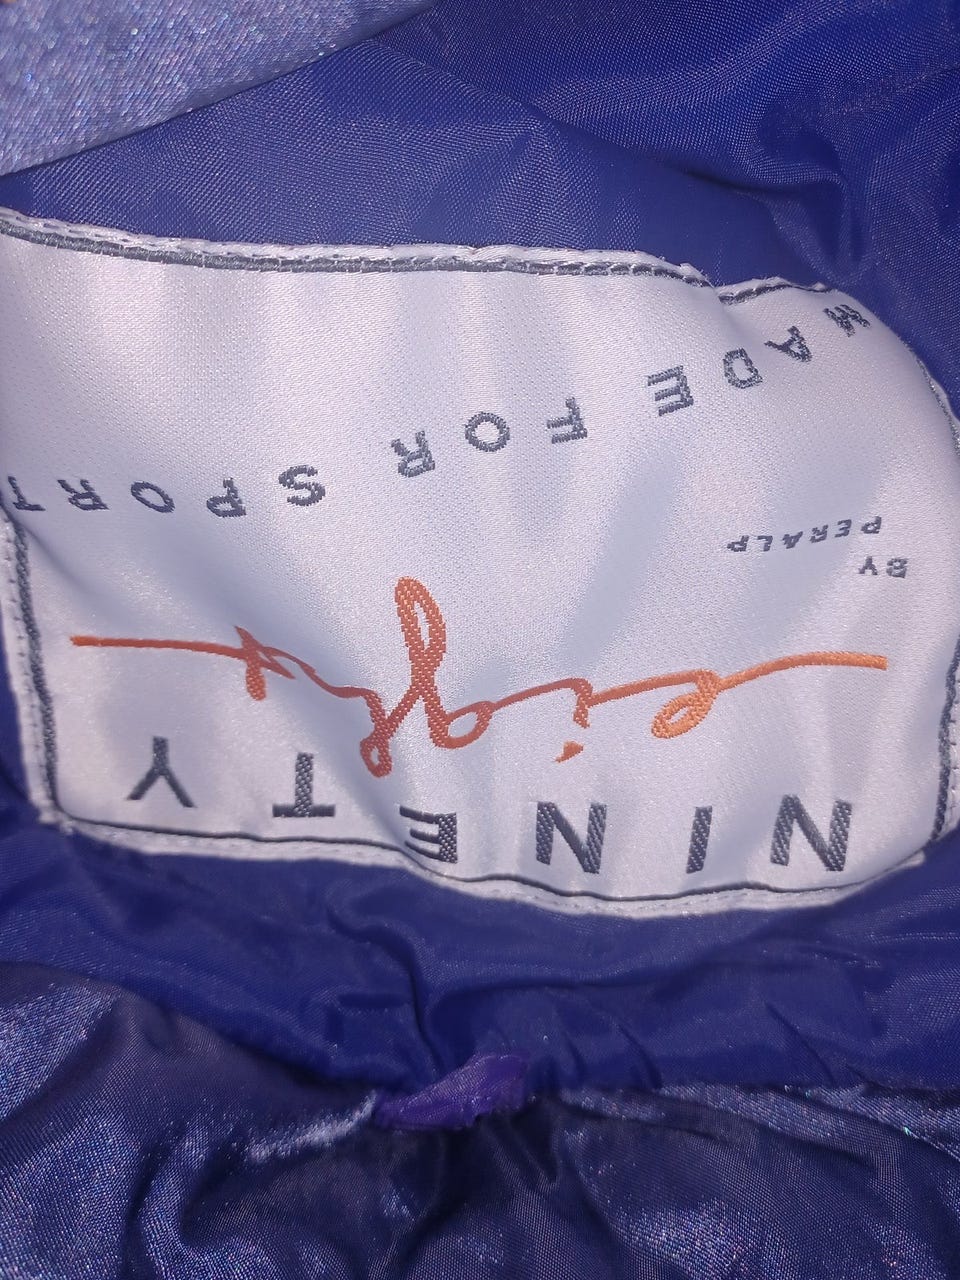 NINETY
eight
BY
PERALP
MADE FOR SPORT